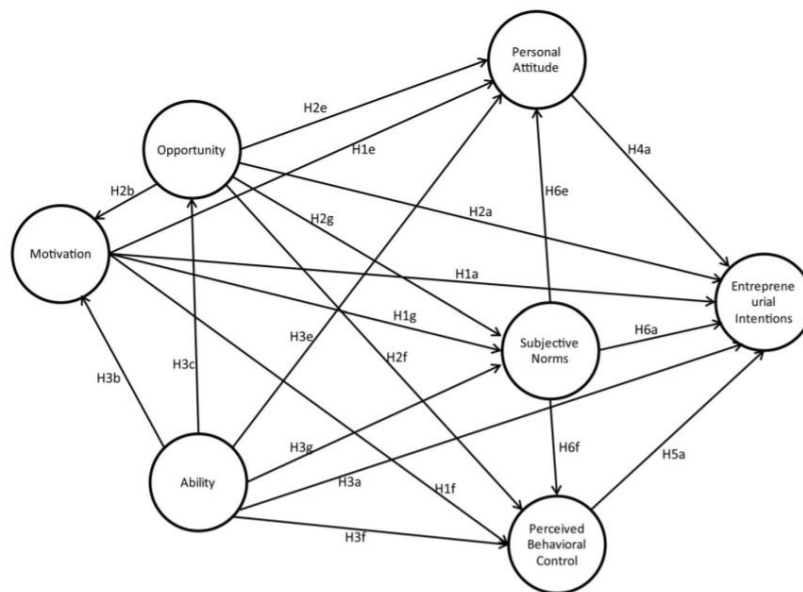 Personal
Attitude
H2e
Opportunity
H1e
H4a
H2b
H6e
H2g
H2a
Motivation
H1a
Entreprene
urial
Intentions
H1g
H6a
H3e
Subjective
Norms
H2f
H3c
H3b
H3g
H6f
H5a
Ability
H3a
H1f
Perceived
Behavioral
Control
H3f